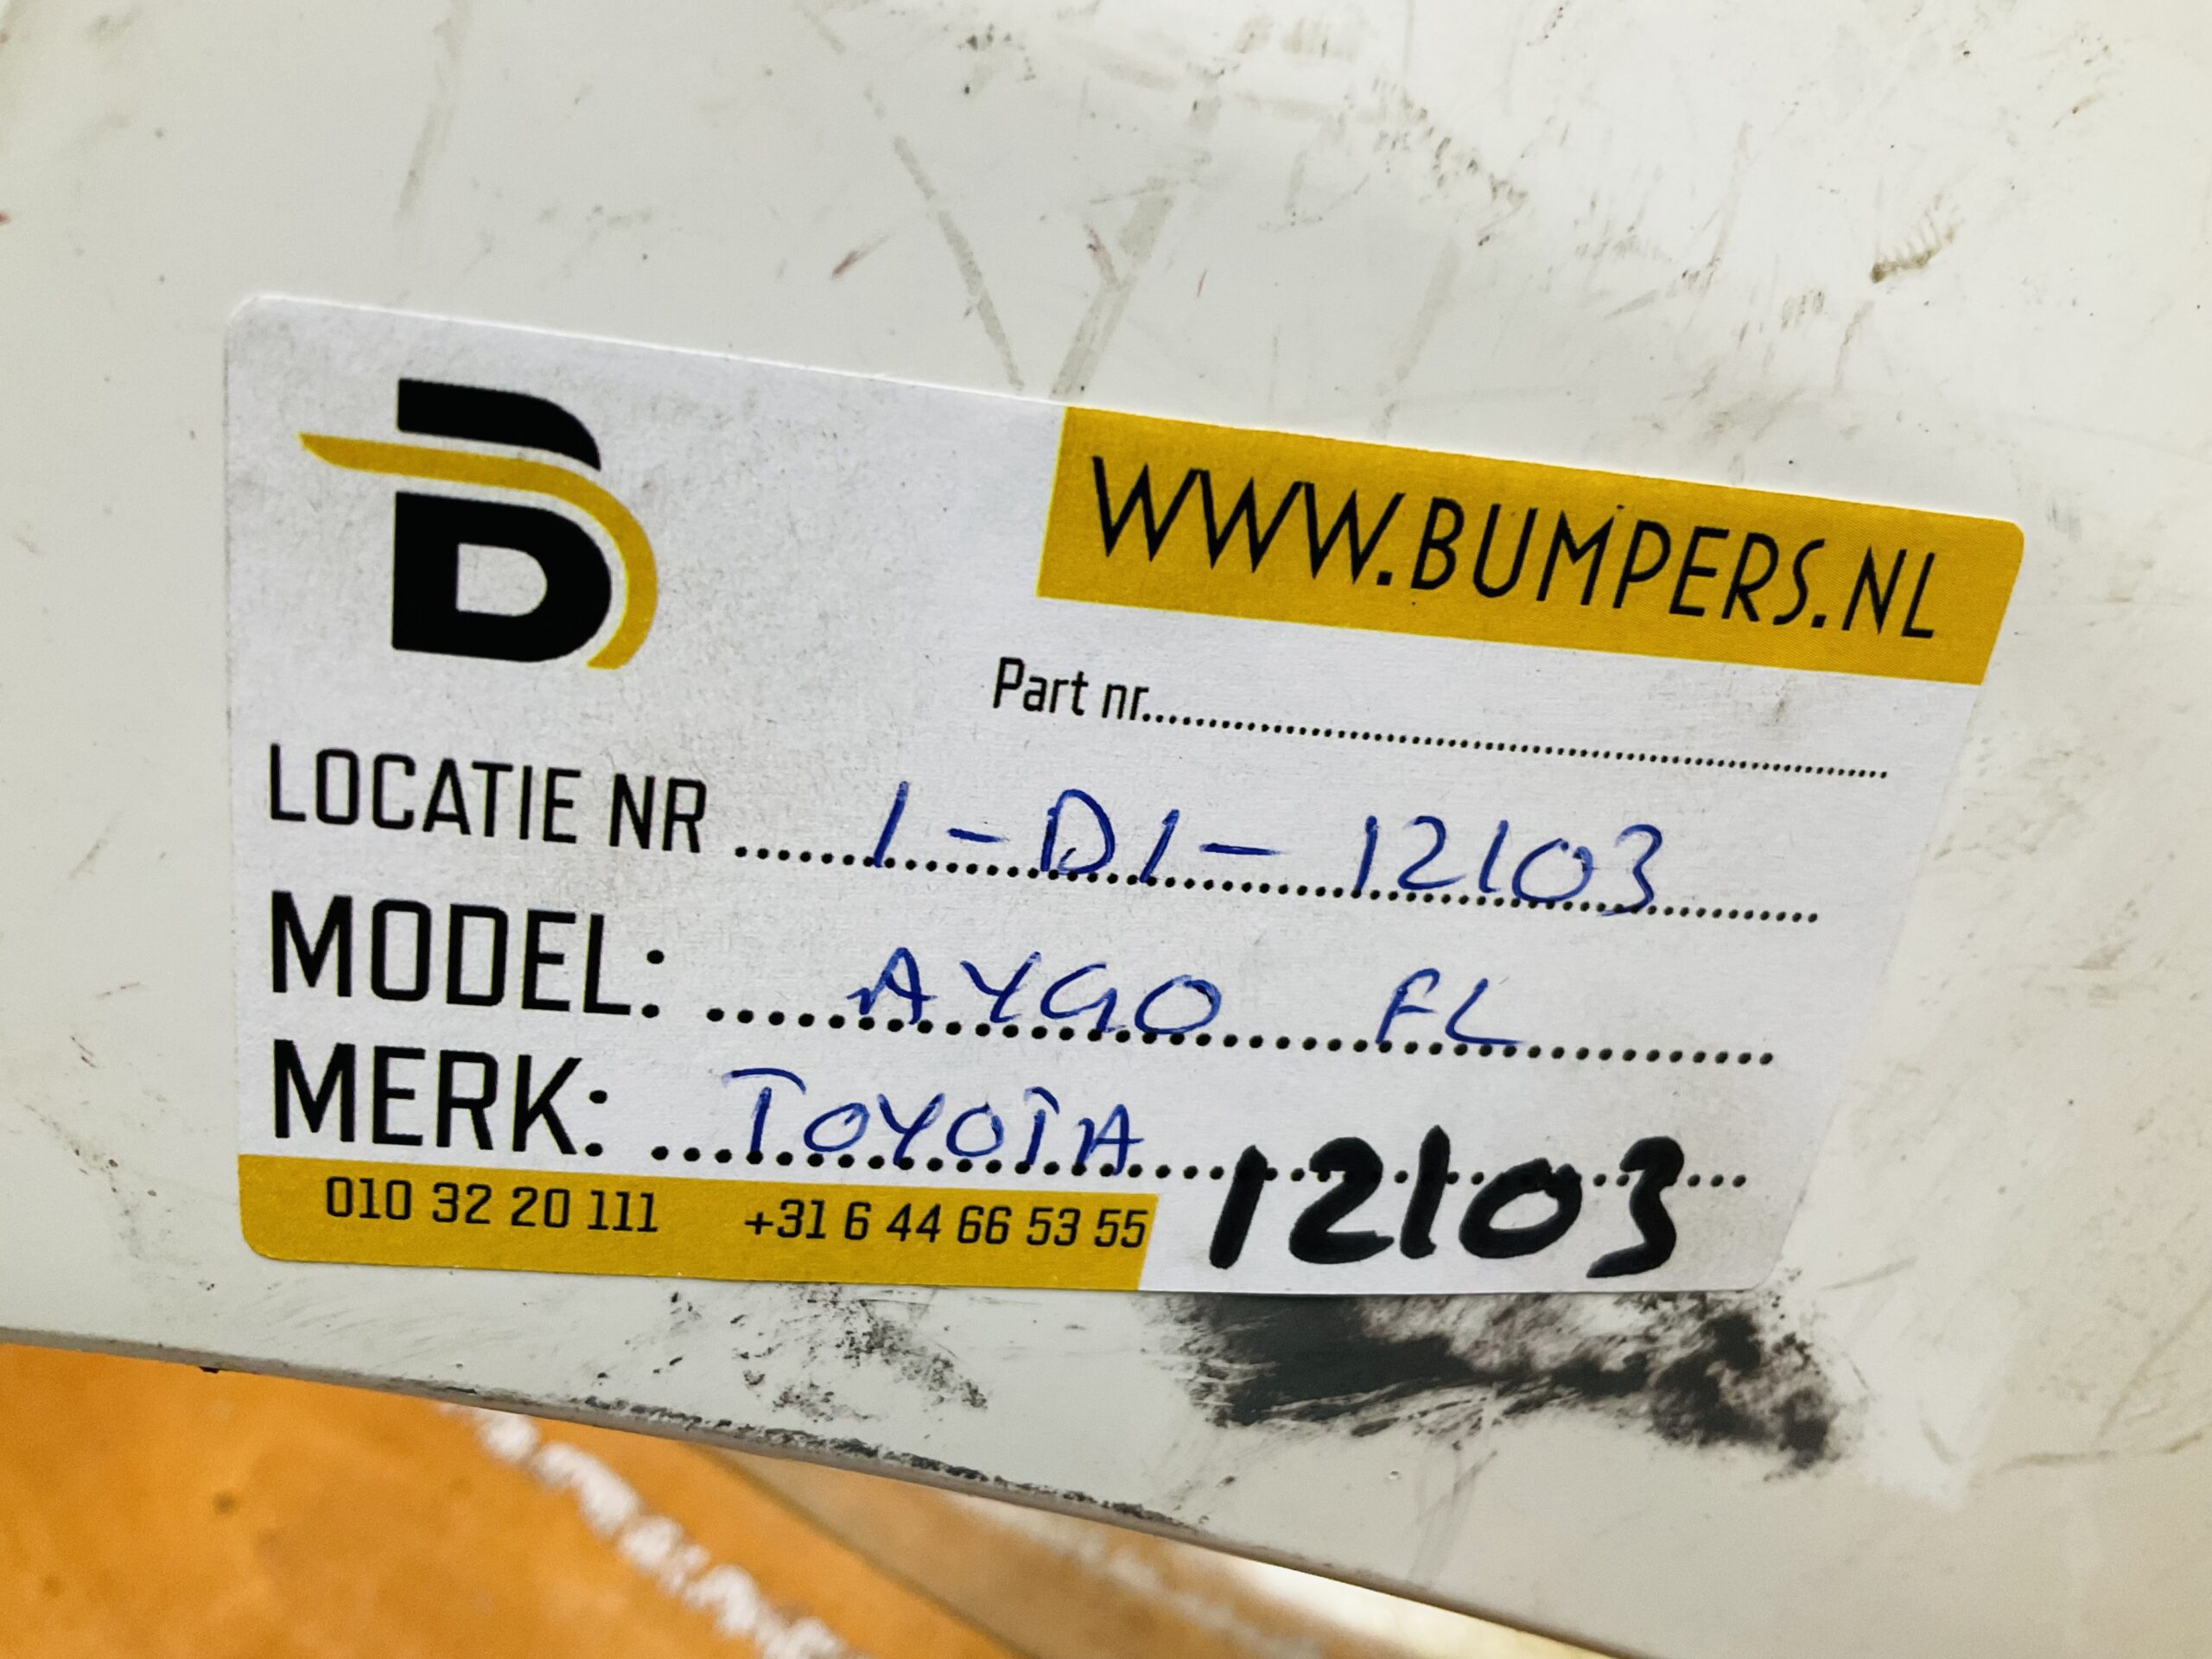 B
WWW.BUMPERS.NL
Part nr.......................................................
LOCATIE NR ..... 1-D1-12103
MODEL: ..... AYGO FL
MERK: ... TOYOTA
12103
010 32 20 111 +31 6 44 66 53 55